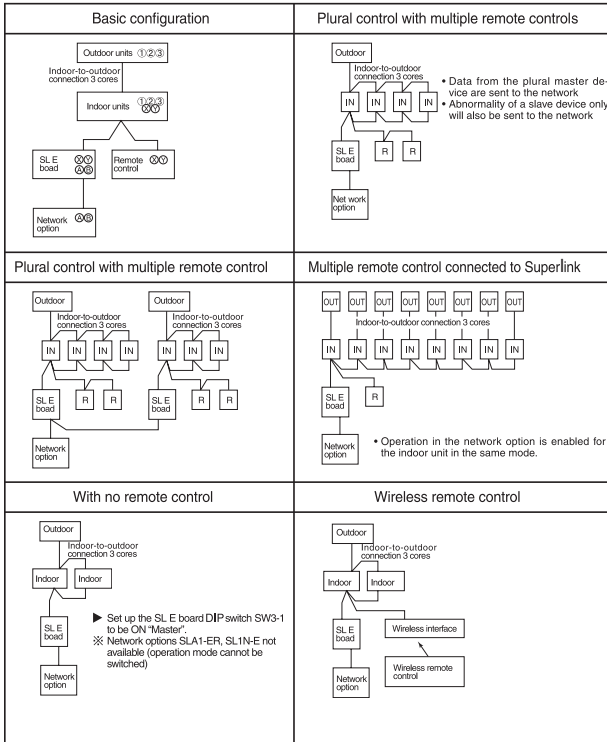 Basic configuration
Outdoor units ①②③
Indoor-to-outdoor
connection 3 cores
Indoor units ①②③
ⓍⓎ
SL E ⓍⓎ
boad ⒶⒷ
Remote ⓍⓎ
control
Network ⒶⒷ
option
Plural control with multiple remote controls
Outdoor
Indoor-to-outdoor
connection 3 cores
IN IN IN IN
SL E
boad
R R
Net work
option
• Data from the plural master de-
vice are sent to the network
• Abnormality of a slave device only
will also be sent to the network
Plural control with multiple remote control
Outdoor Outdoor
Indoor-to-outdoor
connection 3 cores
Indoor-to-outdoor
connection 3 cores
IN IN IN IN IN IN IN IN
SL E
boad
R R
SL E
boad
R R
Network
option
Multiple remote control connected to Superlink
OUT OUT OUT OUT OUT OUT OUT OUT
Indoor-to-outdoor connection 3 cores
IN IN IN IN IN IN IN IN
SL E
boad
R
Network
option
• Operation in the network option is enabled for
the indoor unit in the same mode.
With no remote control
Outdoor
Indoor-to-outdoor
connection 3 cores
Indoor Indoor
SL E
boad
Network
option
▶ Set up the SL E board DIP switch SW3-1
to be ON "Master".
※ Network options SLA1-ER, SL1N-E not
available (operation mode cannot be
switched)
Wireless remote control
Outdoor
Indoor-to-outdoor
connection 3 cores
Indoor Indoor
SL E
boad
Wireless interface
Network
option
Wireless remote
control